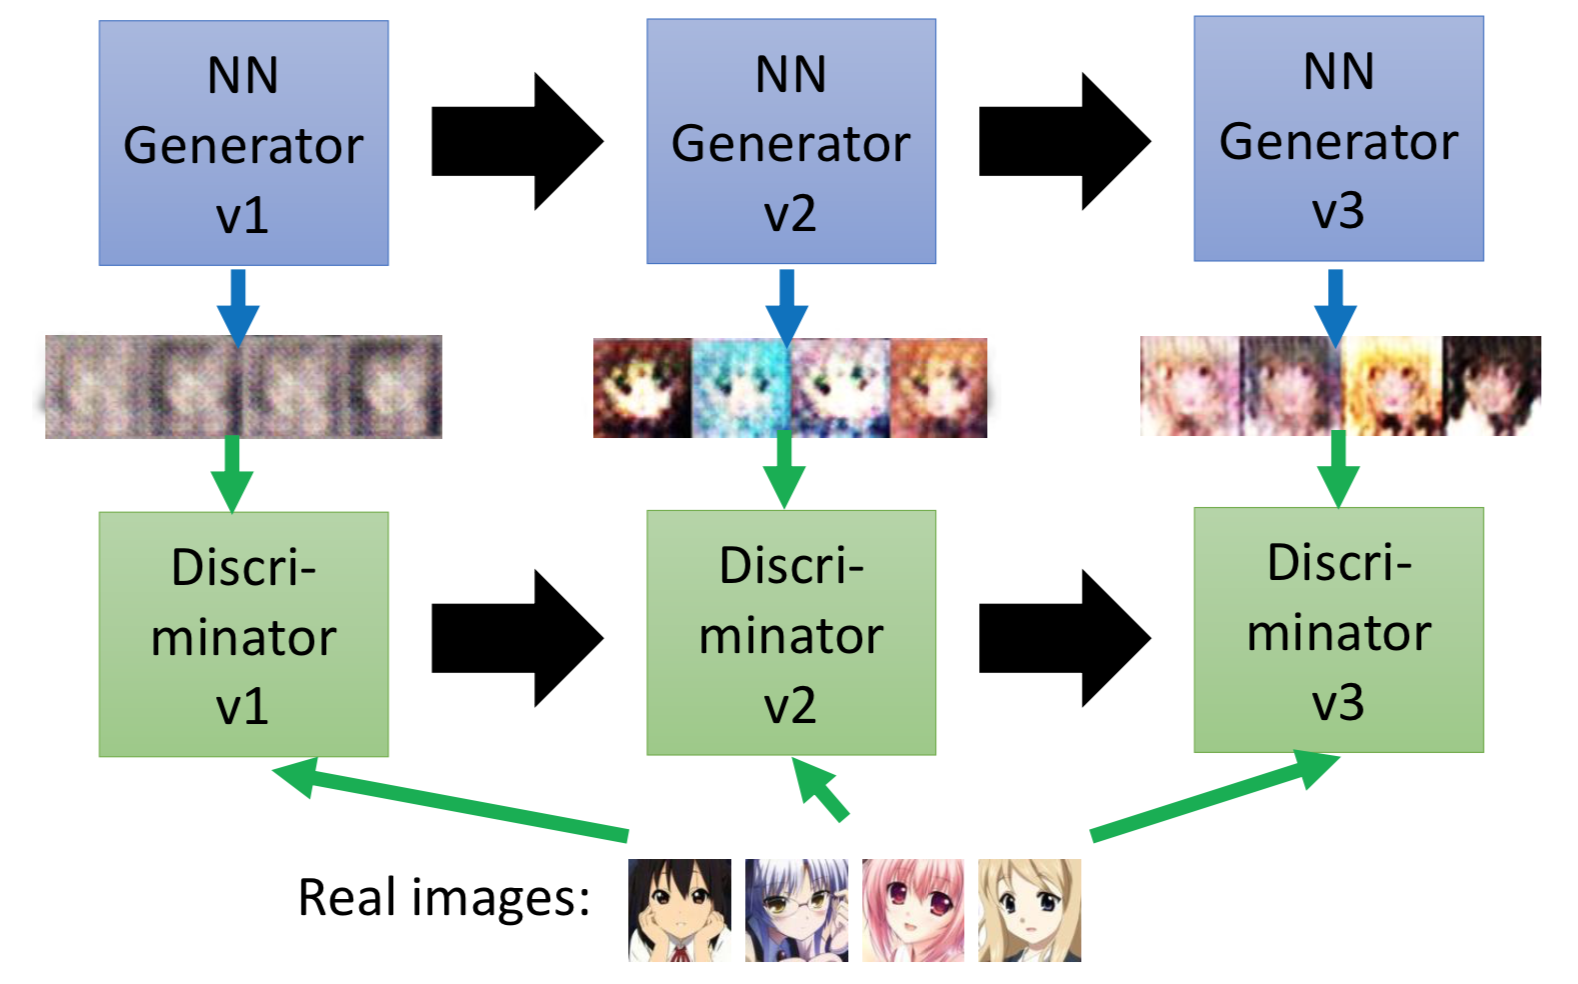 NN
Generator
v1
NN
Generator
v2
NN
Generator
v3
Discri-
minator
v1
Discri-
minator
v2
Discri-
minator
v3
Real images: